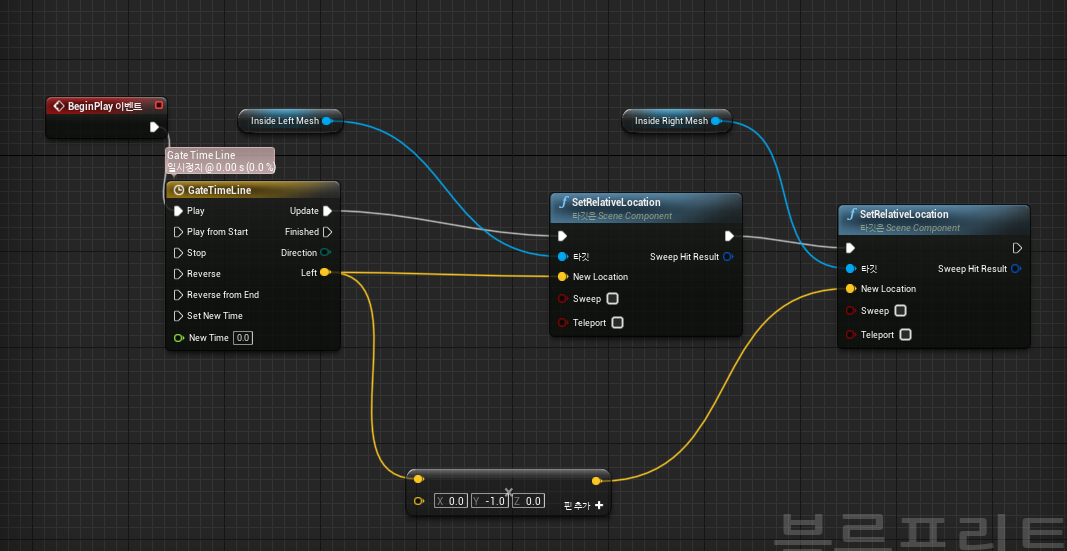 BeginPlay 이벤트
Gate Time Line
일시정지 @ 0.00 s (0.0 %)
GateTimeLine
Play
Update
Play from Start
Finished
Stop
Direction
Reverse
Left
Reverse from End
Set New Time
New Time 0.0
Inside Left Mesh
SetRelativeLocation
타깃은 Scene Component
타깃
Sweep Hit Result
New Location
Sweep
Teleport
Inside Right Mesh
SetRelativeLocation
타깃은 Scene Component
타깃
Sweep Hit Result
New Location
Sweep
Teleport
X 0.0 Y -1.0 Z 0.0
핀 추가
블루프린트